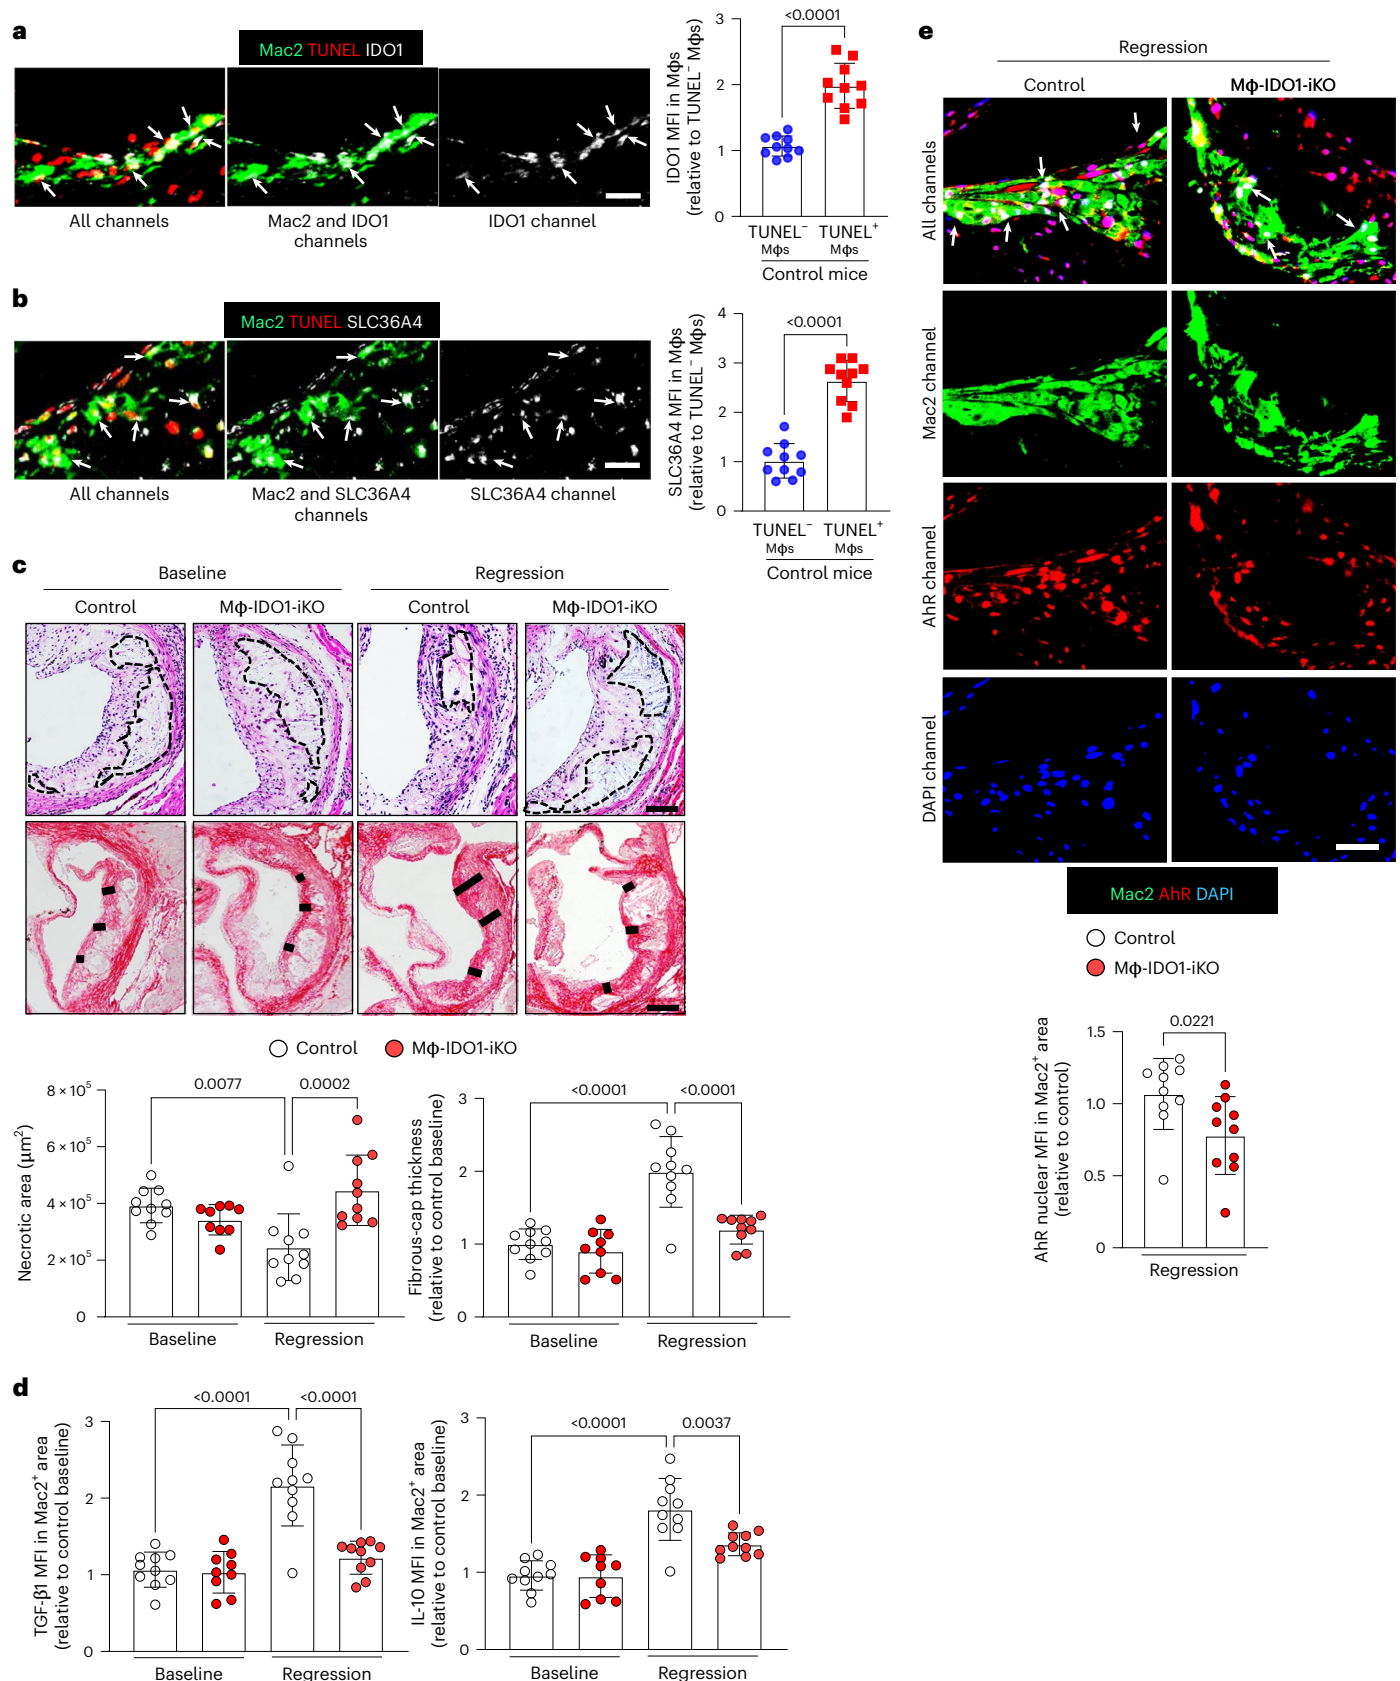 a
Mac2 TUNEL IDO1
All channels
Mac2 and IDO1
channels
IDO1 channel
IDO1 MFI in Mϕs
(relative to TUNEL⁻ Mϕs)
3
2
1
0
<0.0001
TUNEL⁻
Mϕs
TUNEL⁺
Mϕs
Control mice
b
Mac2 TUNEL SLC36A4
All channels
Mac2 and SLC36A4
channels
SLC36A4 channel
SLC36A4 MFI in Mϕs
(relative to TUNEL⁻ Mϕs)
4
3
2
1
0
<0.0001
TUNEL⁻
Mϕs
TUNEL⁺
Mϕs
Control mice
c
Baseline
Regression
Control
Mϕ-IDO1-iKO
Control
Mϕ-IDO1-iKO
Control
Mϕ-IDO1-iKO
Necrotic area (μm²)
8 × 10⁵
6 × 10⁵
4 × 10⁵
2 × 10⁵
0
0.0077
0.0002
Baseline
Regression
Fibrous-cap thickness
(relative to control baseline)
3
2
1
0
<0.0001
<0.0001
Baseline
Regression
d
TGF-β1 MFI in Mac2⁺ area
(relative to control baseline)
3
2
1
0
<0.0001
<0.0001
Baseline
Regression
IL-10 MFI in Mac2⁺ area
(relative to control baseline)
3
2
1
0
<0.0001
0.0037
Baseline
Regression
e
Regression
Control
Mϕ-IDO1-iKO
All channels
Mac2 channel
AhR channel
DAPI channel
Mac2 AhR DAPI
Control
Mϕ-IDO1-iKO
AhR nuclear MFI in Mac2⁺ area
(relative to control)
1.5
1.0
0.5
0
0.0221
Regression